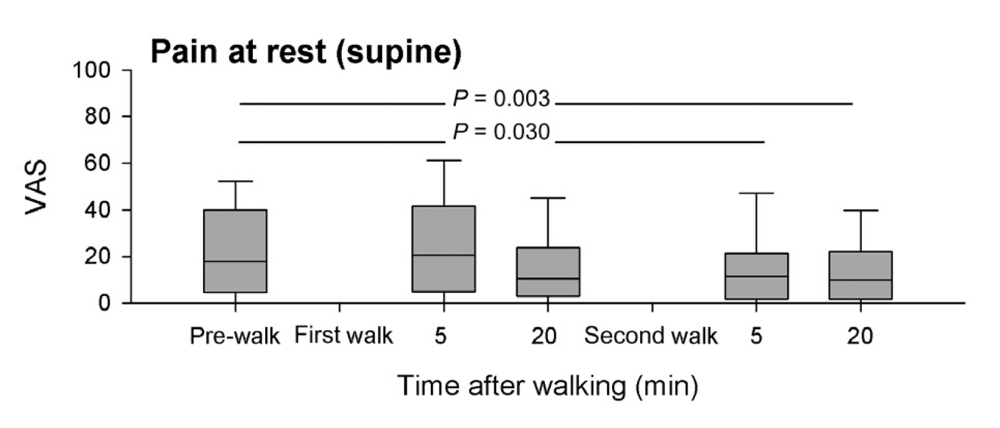 Pain at rest (supine)
100
P = 0.003
80
P = 0.030
60
VAS
40
20
0
Pre-walk First walk 5 20 Second walk 5 20
Time after walking (min)